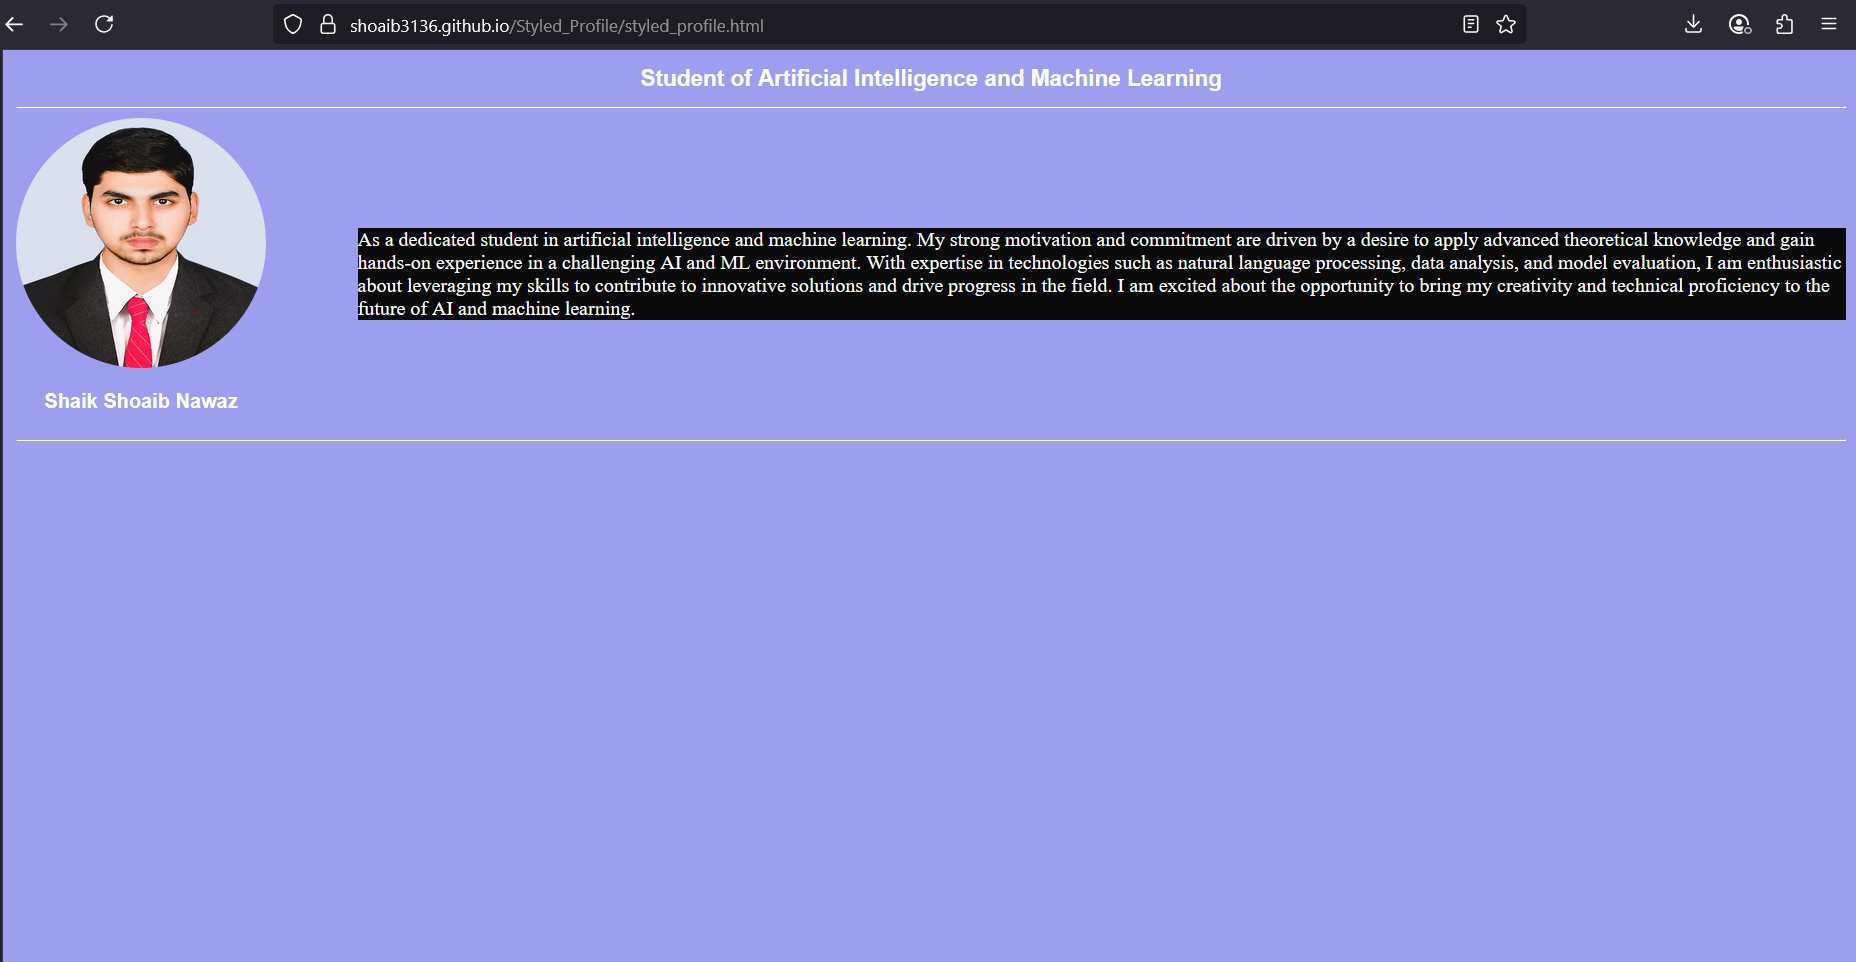 shoaib3136.github.io/Styled_Profile/styled_profile.html
Student of Artificial Intelligence and Machine Learning
As a dedicated student in artificial intelligence and machine learning. My strong motivation and commitment are driven by a desire to apply advanced theoretical knowledge and gain
hands-on experience in a challenging AI and ML environment. With expertise in technologies such as natural language processing, data analysis, and model evaluation, I am enthusiastic
about leveraging my skills to contribute to innovative solutions and drive progress in the field. I am excited about the opportunity to bring my creativity and technical proficiency to the
future of AI and machine learning.
Shaik Shoaib Nawaz